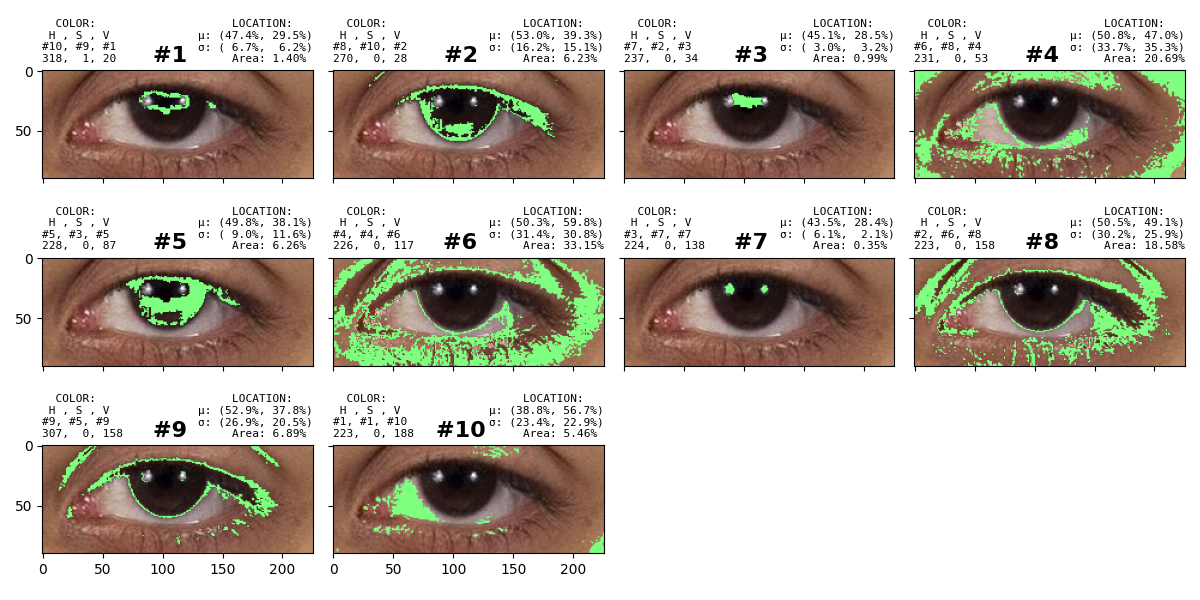 COLOR: LOCATION:
H , S , V μ: (47.4%, 29.5%)
#10, #9, #1 σ: ( 6.7%, 6.2%)
318, 1, 20 #1 Area: 1.40%
COLOR: LOCATION:
H , S , V μ: (53.0%, 39.3%)
#8, #10, #2 σ: (16.2%, 15.1%)
270, 0, 28 #2 Area: 6.23%
COLOR: LOCATION:
H , S , V μ: (45.1%, 28.5%)
#7, #2, #3 σ: ( 3.0%, 3.2%)
237, 0, 34 #3 Area: 0.99%
COLOR: LOCATION:
H , S , V μ: (50.8%, 47.0%)
#6, #8, #4 σ: (33.7%, 35.3%)
231, 0, 53 #4 Area: 20.69%
0
50
COLOR: LOCATION:
H , S , V μ: (49.8%, 38.1%)
#5, #3, #5 σ: ( 9.0%, 11.6%)
228, 0, 87 #5 Area: 6.26%
COLOR: LOCATION:
H , S , V μ: (50.3%, 59.8%)
#4, #4, #6 σ: (31.4%, 30.8%)
226, 0, 117 #6 Area: 33.15%
COLOR: LOCATION:
H , S , V μ: (43.5%, 28.4%)
#3, #7, #7 σ: ( 6.1%, 2.1%)
224, 0, 138 #7 Area: 0.35%
COLOR: LOCATION:
H , S , V μ: (50.5%, 49.1%)
#2, #6, #8 σ: (30.2%, 25.9%)
223, 0, 158 #8 Area: 18.58%
0
50
COLOR: LOCATION:
H , S , V μ: (52.9%, 37.8%)
#9, #5, #9 σ: (26.9%, 20.5%)
307, 0, 158 #9 Area: 6.89%
COLOR: LOCATION:
H , S , V μ: (38.8%, 56.7%)
#1, #1, #10 σ: (23.4%, 22.9%)
223, 0, 188 #10 Area: 5.46%
0
50
0 50 100 150 200
0 50 100 150 200